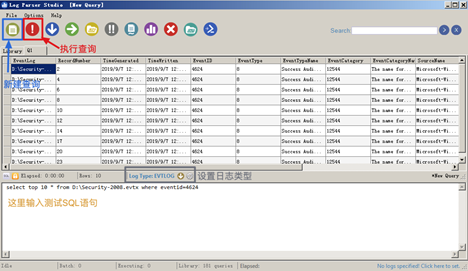 Log Parser Studio [New Query]
File Options Help
Search:
执行查询
Library Q1
EventLog RecordNumber TimeGenerated TimeWritten EventID EventType EventTypeName EventCategory EventCategoryNam SourceName
D:\Security-... 2 2019/9/7 12... 2019/9/7 12... 4624 8 Success Audi... 12544 The name for... Microsoft-Wi...
D:\Security-... 4 2019/9/7 12... 2019/9/7 12... 4624 8 Success Audi... 12544 The name for... Microsoft-Wi...
D:\Security-... 6 2019/9/7 12... 2019/9/7 12... 4624 8 Success Audi... 12544 The name for... Microsoft-Wi...
新建查询
8 2019/9/7 12... 2019/9/7 12... 4624 8 Success Audi... 12544 The name for... Microsoft-Wi...
D:\Security-... 10 2019/9/7 12... 2019/9/7 12... 4624 8 Success Audi... 12544 The name for... Microsoft-Wi...
D:\Security-... 12 2019/9/7 12... 2019/9/7 12... 4624 8 Success Audi... 12544 The name for... Microsoft-Wi...
D:\Security-... 14 2019/9/7 12... 2019/9/7 12... 4624 8 Success Audi... 12544 The name for... Microsoft-Wi...
D:\Security-... 17 2019/9/7 12... 2019/9/7 12... 4624 8 Success Audi... 12544 The name for... Microsoft-Wi...
D:\Security-... 20 2019/9/7 12... 2019/9/7 12... 4624 8 Success Audi... 12544 The name for... Microsoft-Wi...
D:\Security-... 23 2019/9/7 12... 2019/9/7 12... 4624 8 Success Audi... 12544 The name for... Microsoft-Wi...
Elapsed: 0:00:00 Rows: 10 Log Type: EVTLOG 设置日志类型 *New Query
select top 10 * from D:\Security-2008.evtx where eventid=4624
这里输入测试SQL语句
Idle Batch: 0 Executing: 0 Library: 181 queries Elapsed: No logs specified! Click here to set.